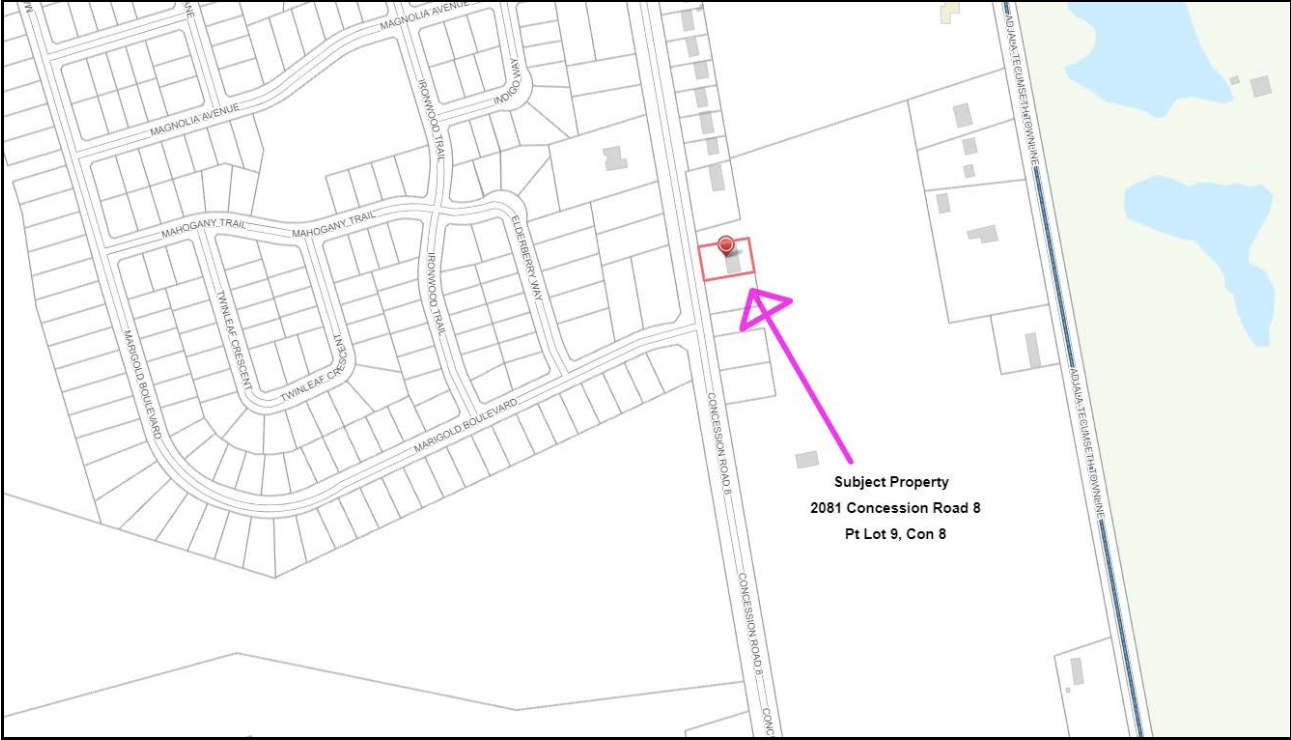 MAGNOLIA AVENUE
ADJALA-TECUMSETH TOWNLINE
INDIGO WAY
IRONWOOD TRAIL
MAGNOLIA AVENUE
MAHOGANY TRAIL
MAHOGANY TRAIL
ELDERBERRY WAY
IRONWOOD TRAIL
TWINLEAF CRESCENT
MARIGOLD BOULEVARD
TWINLEAF CRESCENT
MARIGOLD BOULEVARD
CONCESSION ROAD 8
ADJALA-TECUMSETH TOWNLINE
Subject Property
2081 Concession Road 8
Pt Lot 9, Con 8
CONCESSION ROAD 8
CONC